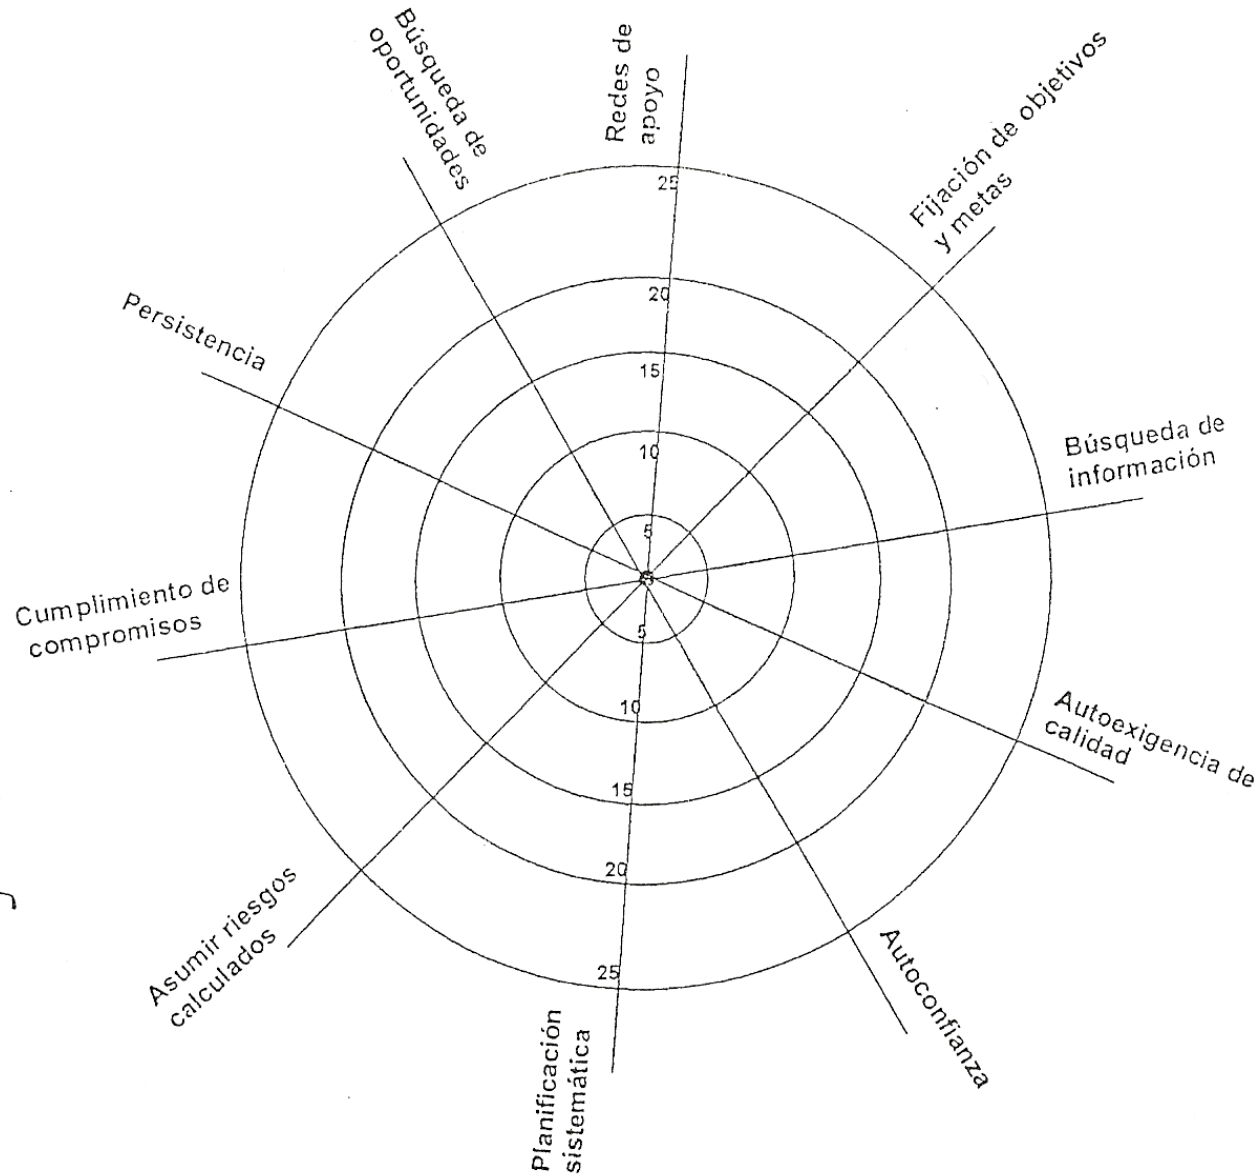 Búsqueda de
oportunidades
Redes de
apoyo
Fijación de objetivos
y metas
Persistencia
Búsqueda de
información
Cumplimiento de
compromisos
Autoexigencia de
calidad
Asumir riesgos
calculados
Planificación
sistemática
Autoconfianza
25
20
15
10
5
5
10
15
20
25